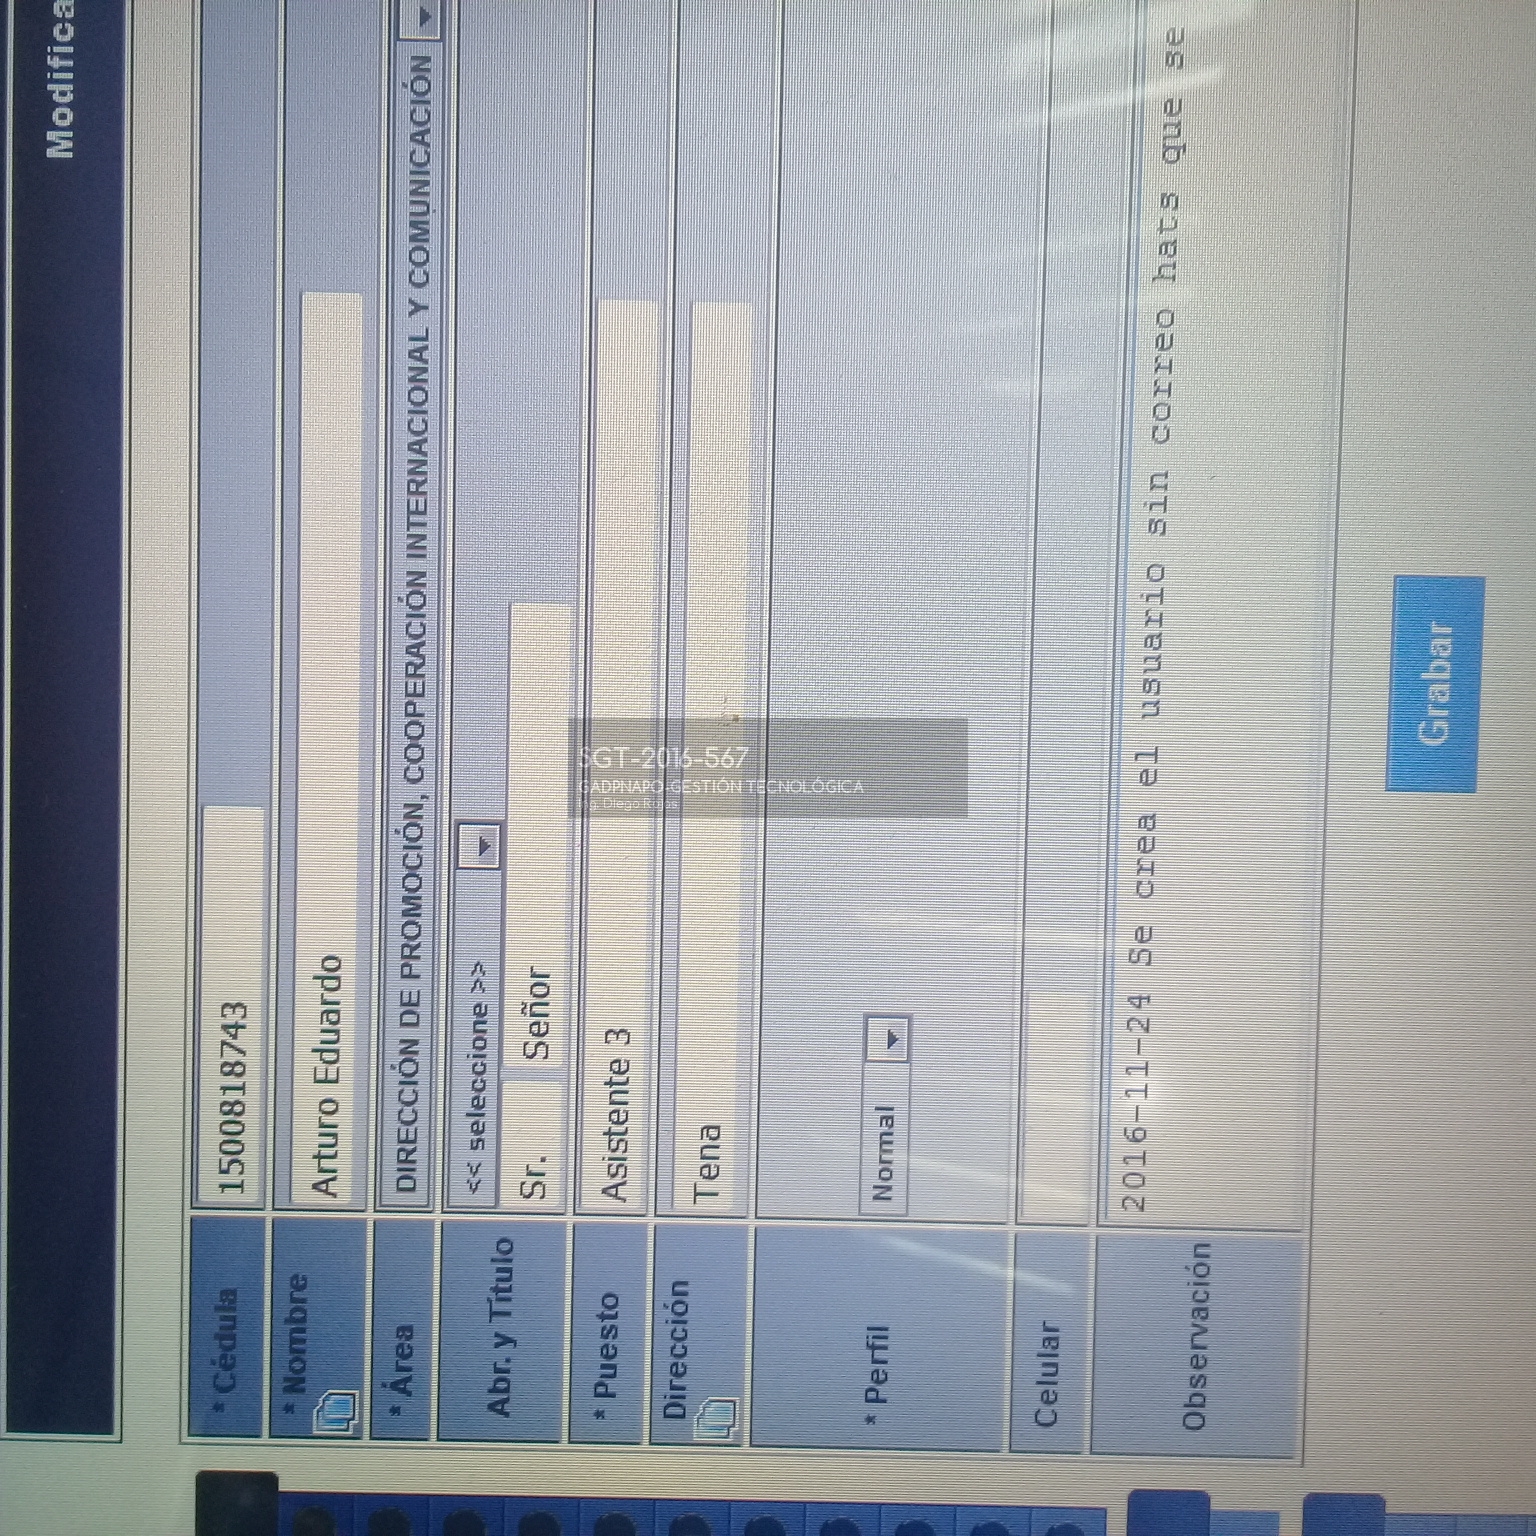 Modifica
* Cédula
1500818743
* Nombre
Arturo Eduardo
* Área
DIRECCIÓN DE PROMOCIÓN, COOPERACIÓN INTERNACIONAL Y COMUNICACIÓN
Abr. y Título
<< seleccione >>
Sr.
Señor
* Puesto
Asistente 3
Dirección
Tena
* Perfil
Normal
Celular
Observación
2016-11-24 Se crea el usuario sin correo hats que se
Grabar
SGT-2016-567
GADPNAPO-GESTIÓN TECNOLÓGICA
Ing. Diego Rojas